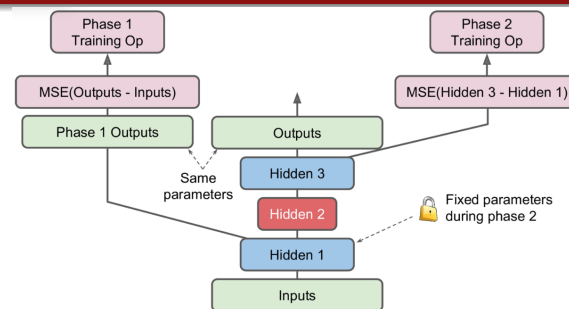 Phase 1
Training Op
Phase 2
Training Op
MSE(Outputs - Inputs)
MSE(Hidden 3 - Hidden 1)
Phase 1 Outputs
Outputs
Same
parameters
Hidden 3
Hidden 2
Fixed parameters
during phase 2
Hidden 1
Inputs